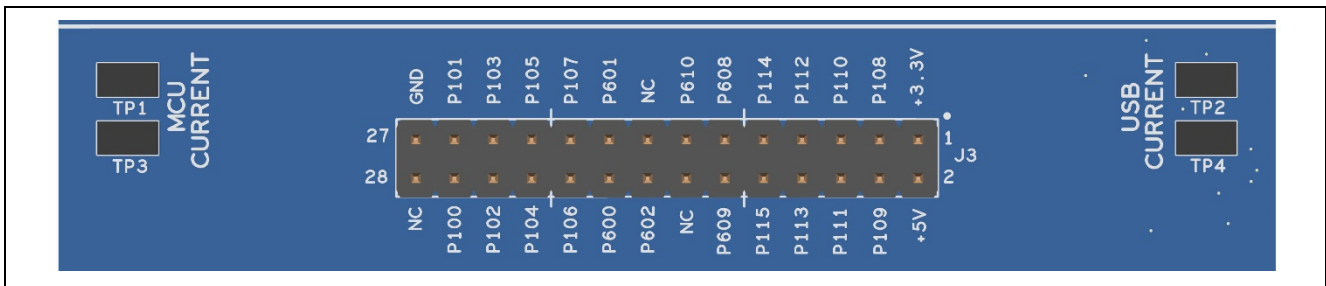 GND P101 P103 P105 P107 P601 NC P610 P608 P114 P112 P110 P108 +3.3V
TP1
TP3
MCU
CURRENT
27
28
1
2
J3
USB
CURRENT
TP2
TP4
NC P100 P102 P104 P106 P600 P602 NC P609 P115 P113 P111 P109 +5V